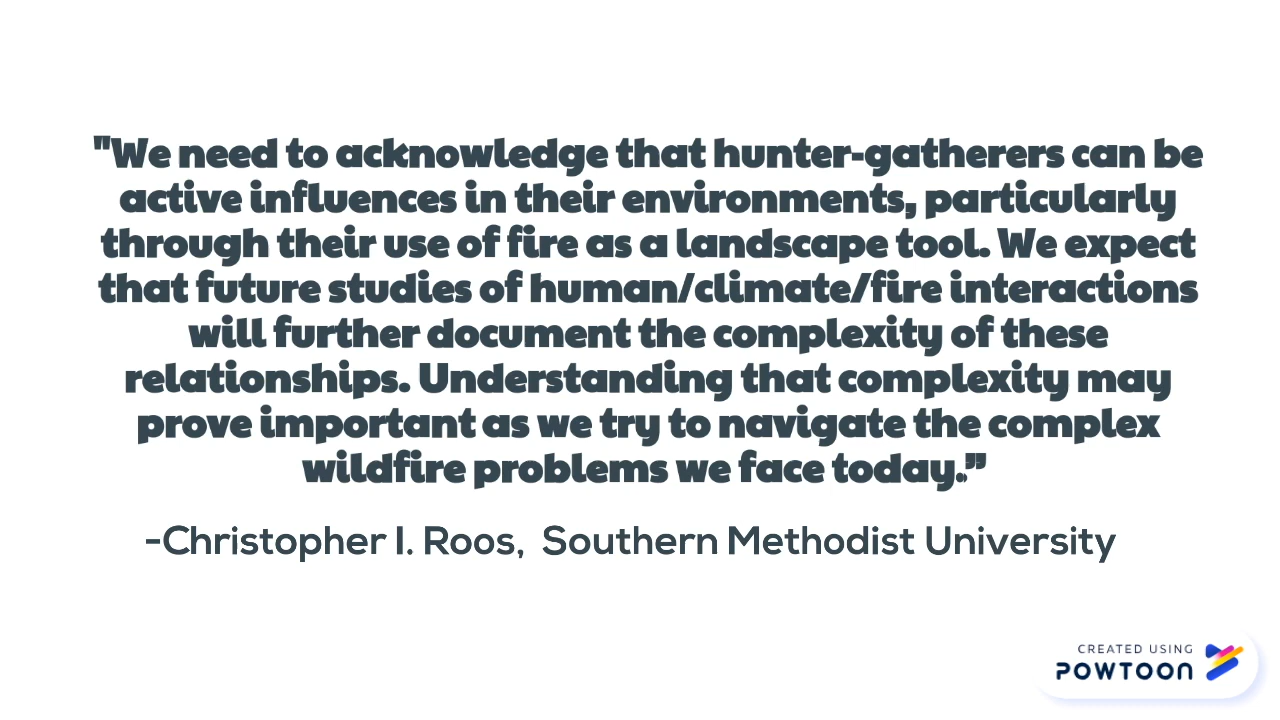 "We need to acknowledge that hunter-gatherers can be
active influences in their environments, particularly
through their use of fire as a landscape tool. We expect
that future studies of human/climate/fire interactions
will further document the complexity of these
relationships. Understanding that complexity may
prove important as we try to navigate the complex
wildfire problems we face today.”
-Christopher I. Roos, Southern Methodist University
CREATED USING
POWTOON